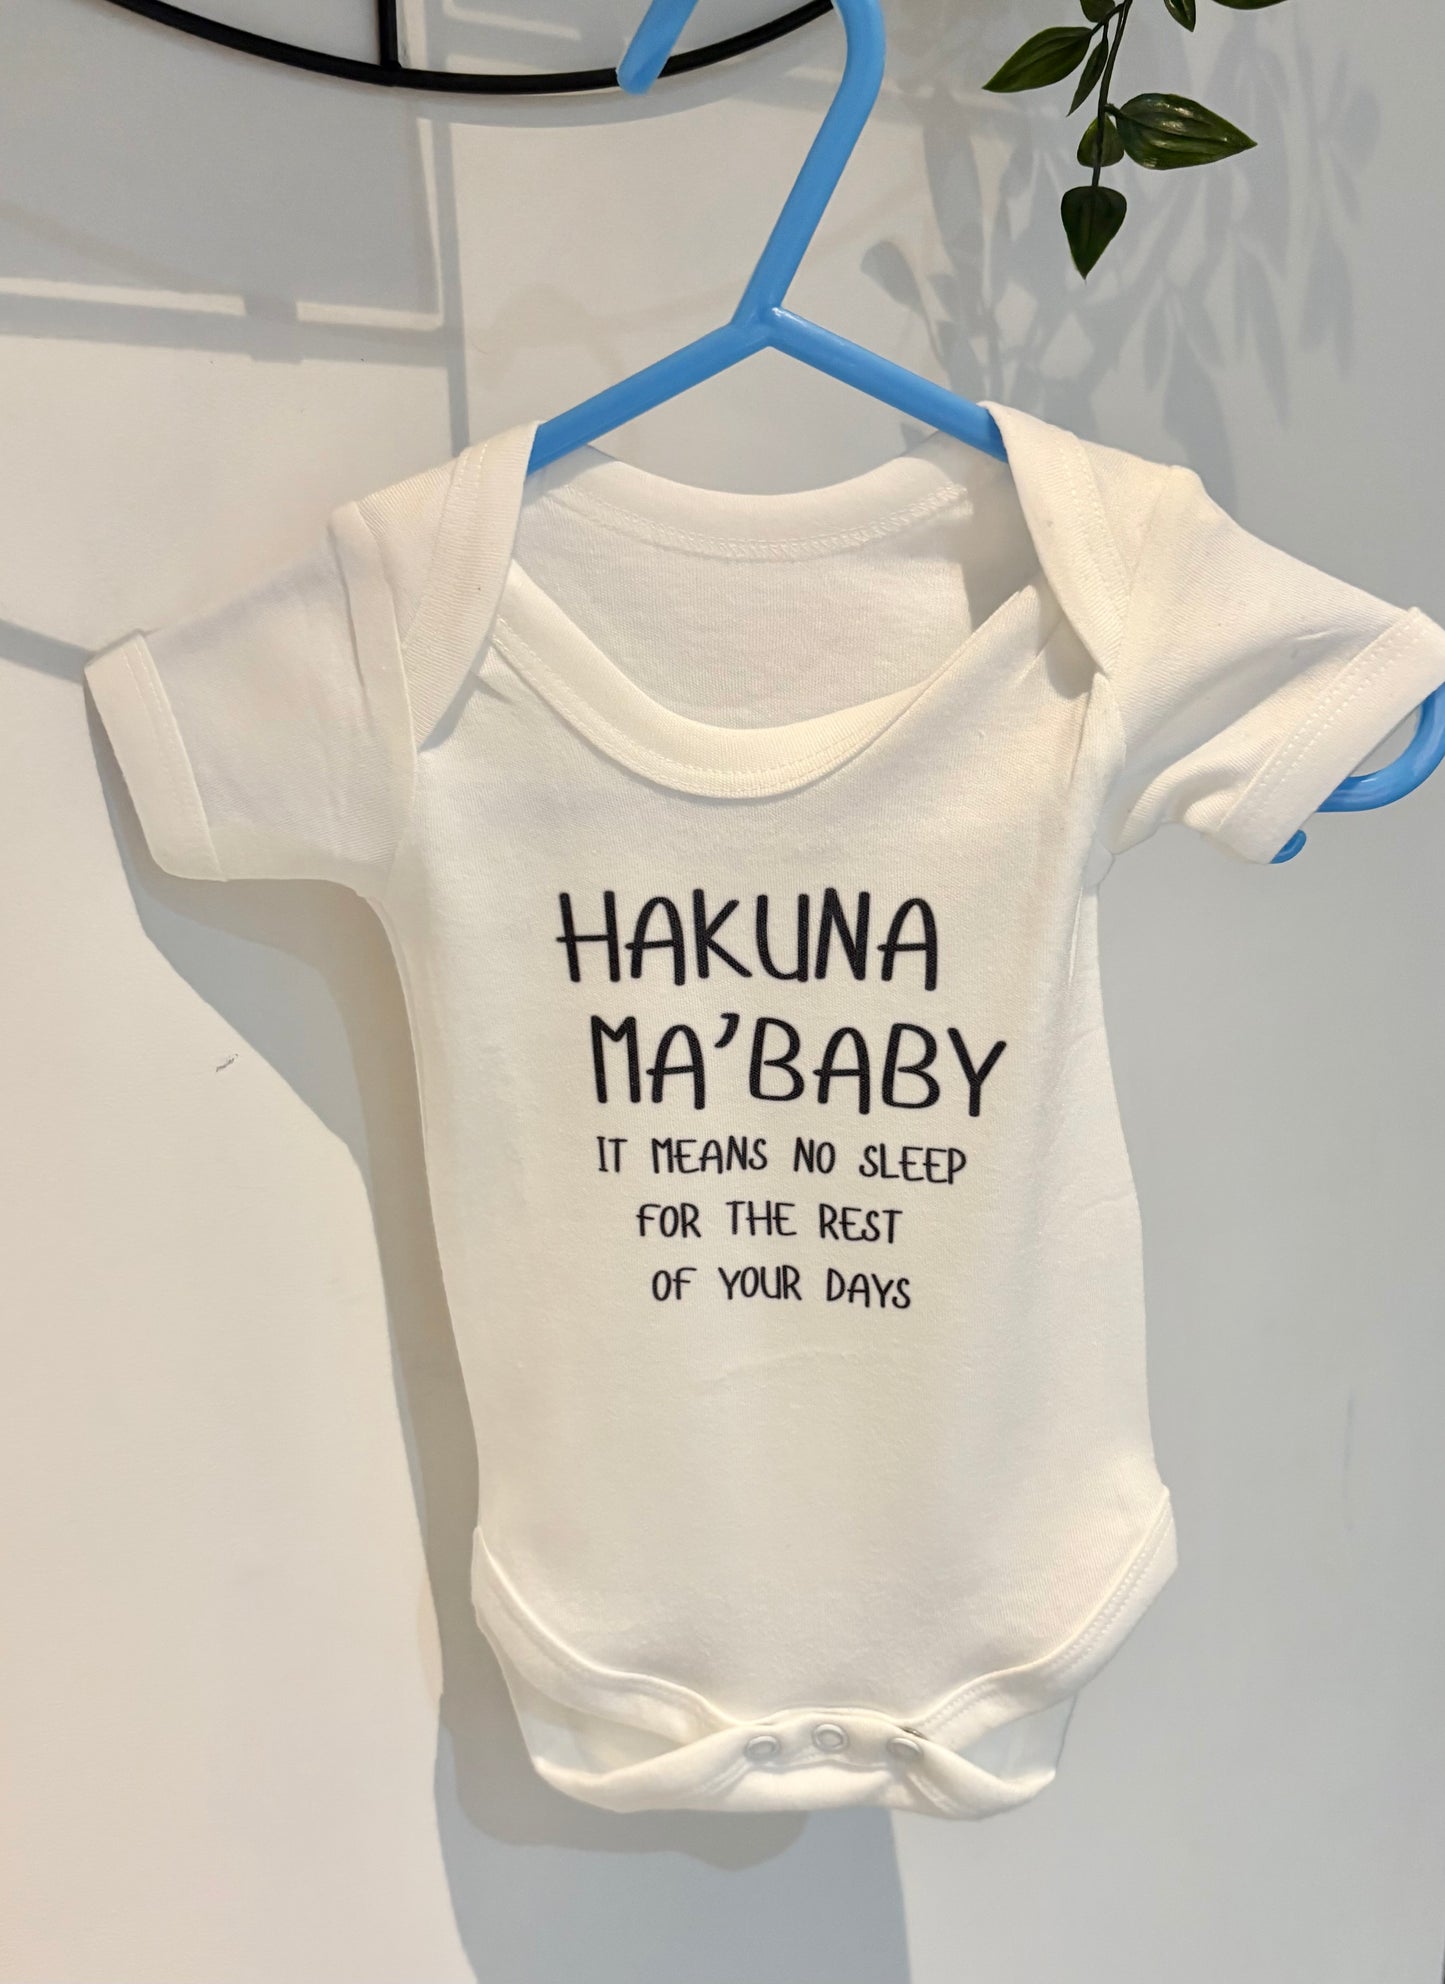 HAKUNA
MA'BABY
IT MEANS NO SLEEP
FOR THE REST
OF YOUR DAYS